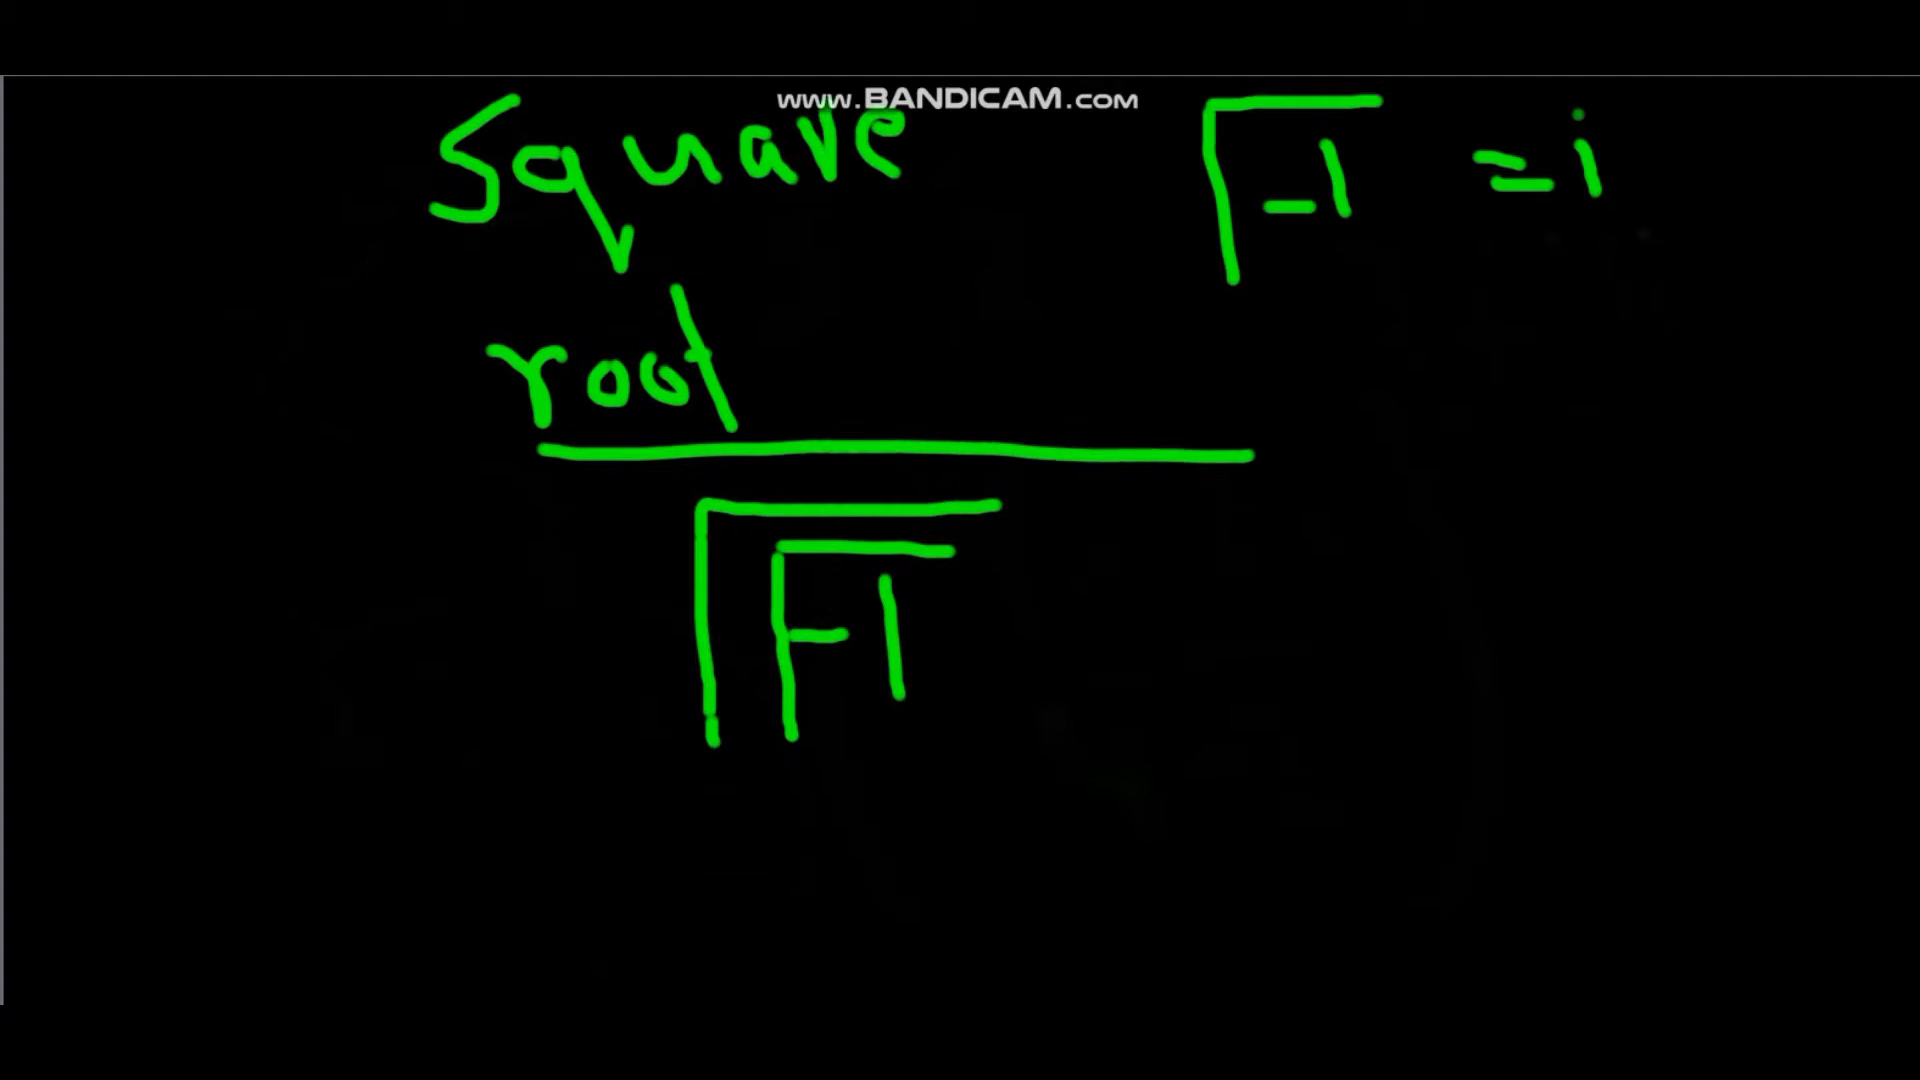 www.BANDICAM.com
Square √-1 = i
root
√√-1